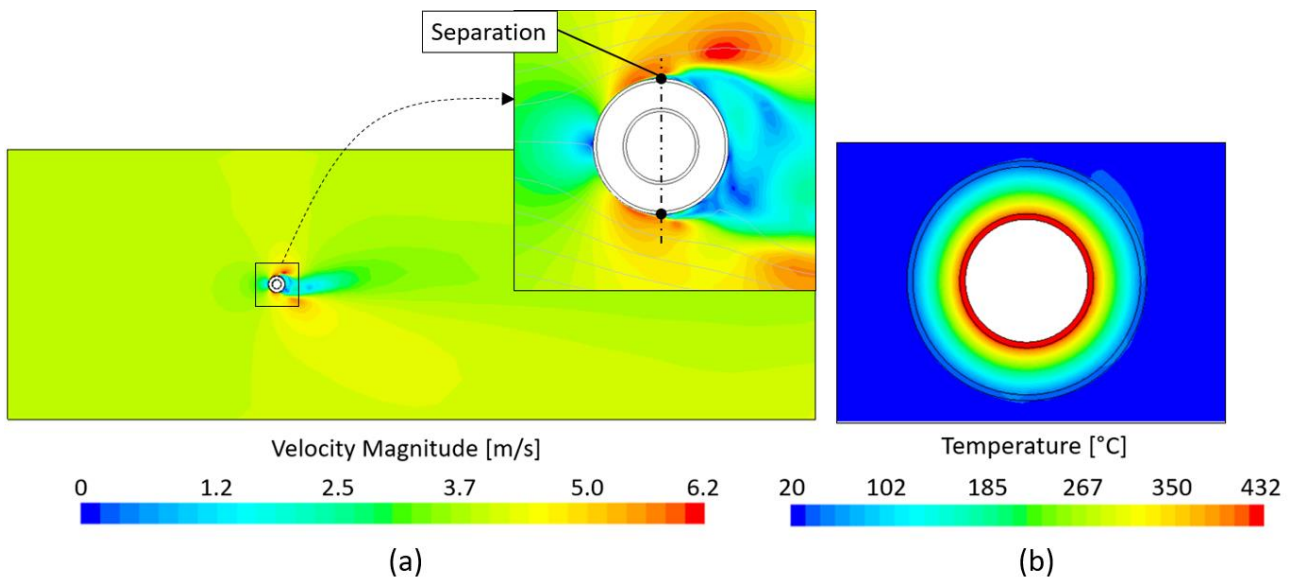 Separation
Velocity Magnitude [m/s]
0 1.2 2.5 3.7 5.0 6.2
(a)
Temperature [°C]
20 102 185 267 350 432
(b)